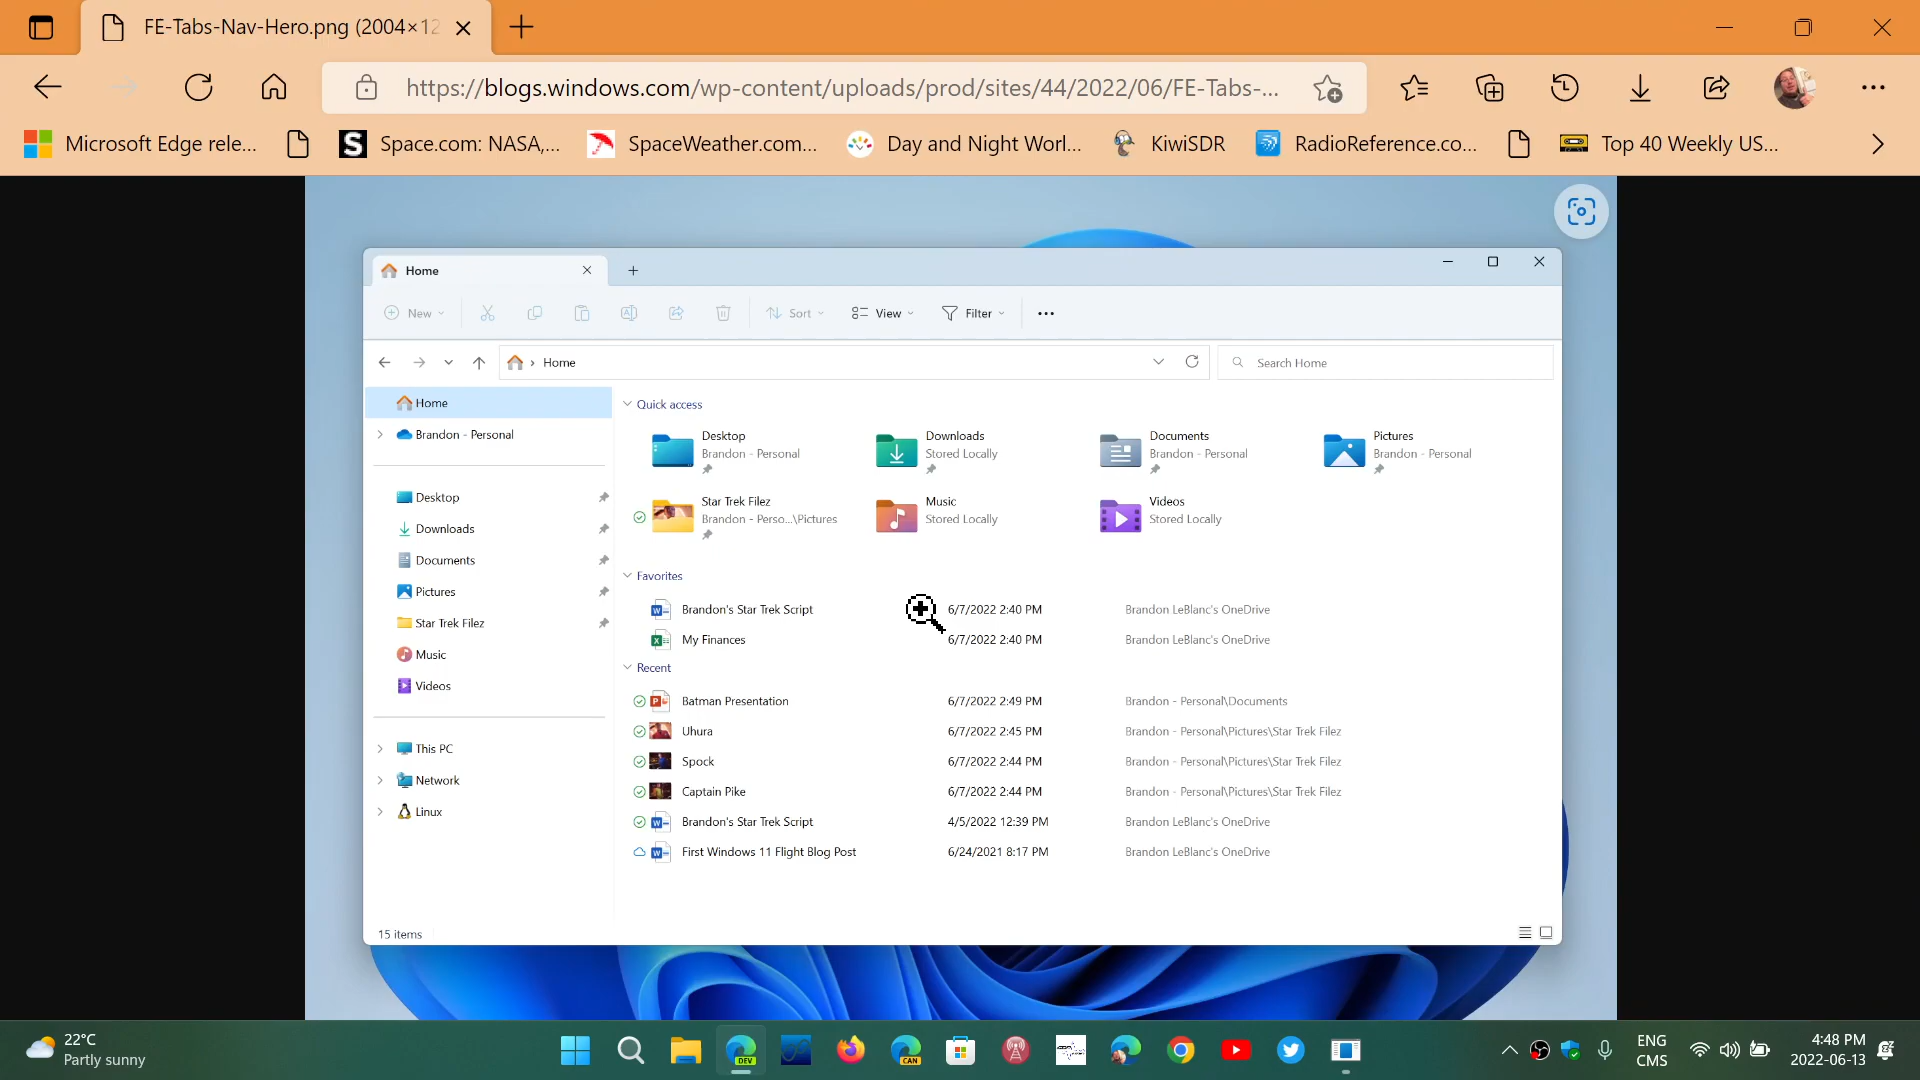 FE-Tabs-Nav-Hero.png (2004×12
https://blogs.windows.com/wp-content/uploads/prod/sites/44/2022/06/FE-Tabs-...
Microsoft Edge rele... Space.com: NASA,... SpaceWeather.com... Day and Night Worl... KiwiSDR RadioReference.co... Top 40 Weekly US...
Home
New Sort View Filter
Home Search Home
Home
Brandon - Personal
Desktop
Downloads
Documents
Pictures
Star Trek Filez
Music
Videos
This PC
Network
Linux
Quick access
Desktop Downloads Documents Pictures
Brandon - Personal Stored Locally Brandon - Personal Brandon - Personal
Star Trek Filez Music Videos
Brandon - Perso...\Pictures Stored Locally Stored Locally
Favorites
Brandon's Star Trek Script 6/7/2022 2:40 PM Brandon LeBlanc's OneDrive
My Finances 6/7/2022 2:40 PM Brandon LeBlanc's OneDrive
Recent
Batman Presentation 6/7/2022 2:49 PM Brandon - Personal\Documents
Uhura 6/7/2022 2:45 PM Brandon - Personal\Pictures\Star Trek Filez
Spock 6/7/2022 2:44 PM Brandon - Personal\Pictures\Star Trek Filez
Captain Pike 6/7/2022 2:44 PM Brandon - Personal\Pictures\Star Trek Filez
Brandon's Star Trek Script 4/5/2022 12:39 PM Brandon LeBlanc's OneDrive
First Windows 11 Flight Blog Post 6/24/2021 8:17 PM Brandon LeBlanc's OneDrive
15 items
22°C
Partly sunny
DEV
CAN
ENG
CMS
4:48 PM
2022-06-13